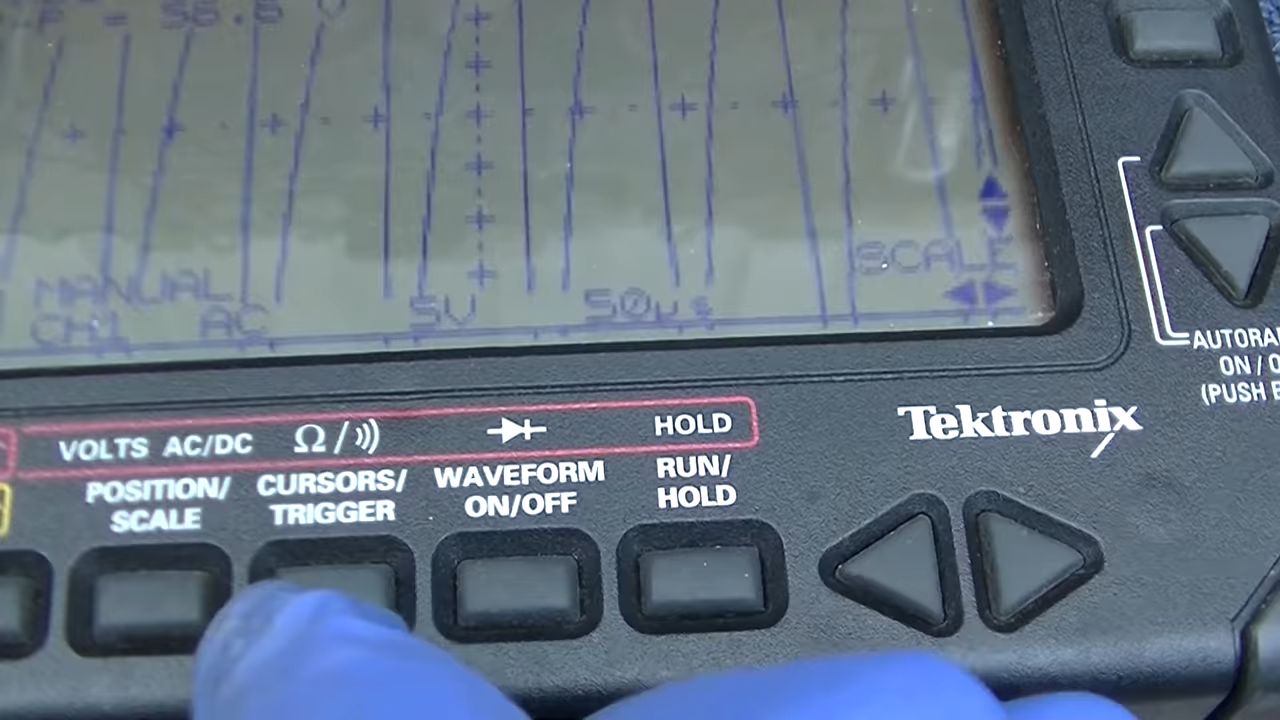 MANUAL
SCALE
CH1 AC 5V 50µs
VOLTS AC/DC Ω/ HOLD
POSITION/
SCALE
CURSORS/
TRIGGER
WAVEFORM
ON/OFF
RUN/
HOLD
Tektronix
ON/
(PUSH